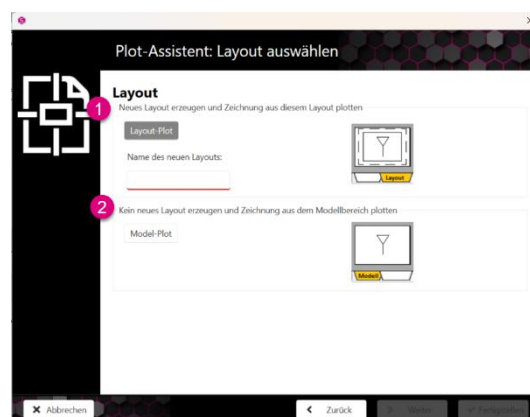 Plot-Assistent: Layout auswählen
Layout
1
Neues Layout erzeugen und Zeichnung aus diesem Layout plotten
Layout-Plot
Name des neuen Layouts:
Layout
2
Kein neues Layout erzeugen und Zeichnung aus dem Modellbereich plotten
Model-Plot
Modell
Abbrechen
Zurück
Weiter